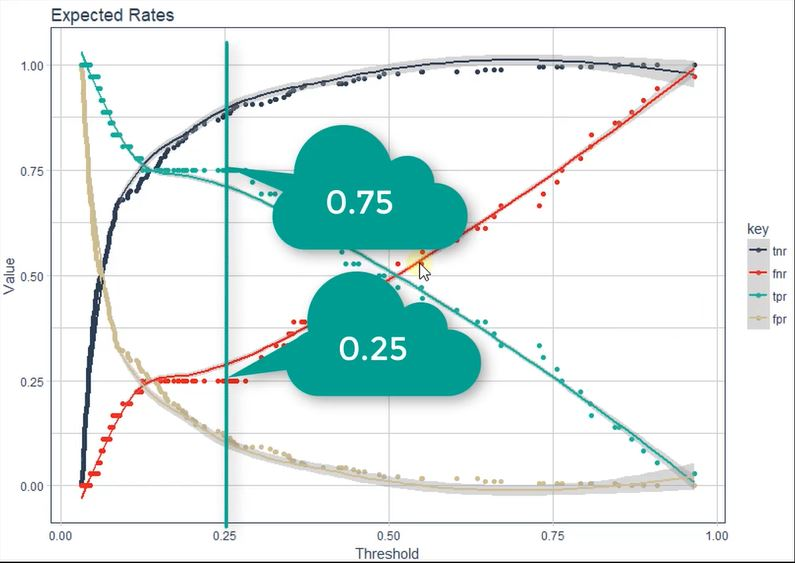 Expected Rates
1.00
0.75
0.50
0.25
0.00
Value
0.75
0.25
key
tnr
fnr
tpr
fpr
0.00 0.25 0.50 0.75 1.00
Threshold